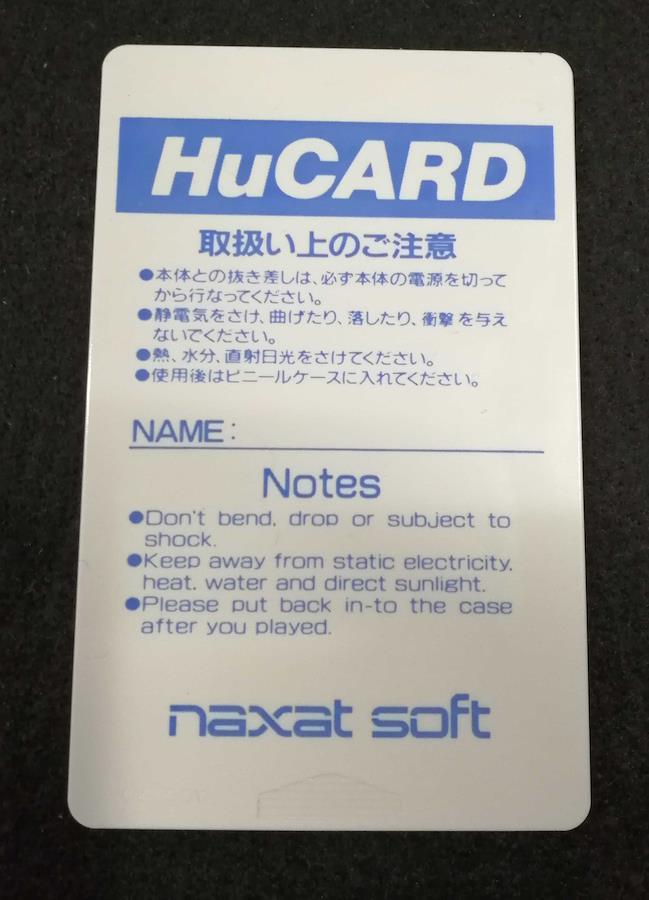 HuCARD
取扱い上のご注意
●本体との抜き差しは、必ず本体の電源を切って
から行なってください。
●静電気をさけ、曲げたり、落したり、衝撃を与え
ないでください。
●熱、水分、直射日光をさけてください。
●使用後はビニールケースに入れてください。
NAME:
Notes
●Don't bend, drop or subject to
shock.
●Keep away from static electricity,
heat, water and direct sunlight.
●Please put back in-to the case
after you played.
naxat soft